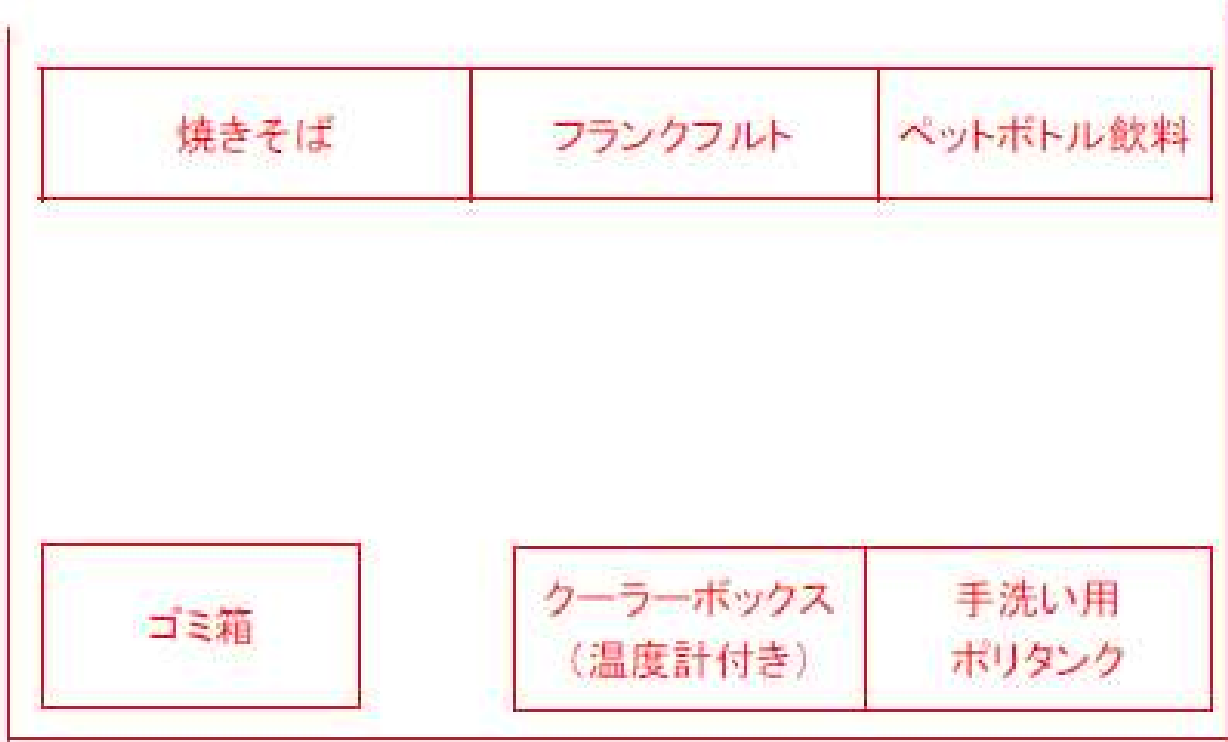 焼きそば
フランクフルト
ペットボトル飲料
ゴミ箱
クーラーボックス
（温度計付き）
手洗い用
ポリタンク